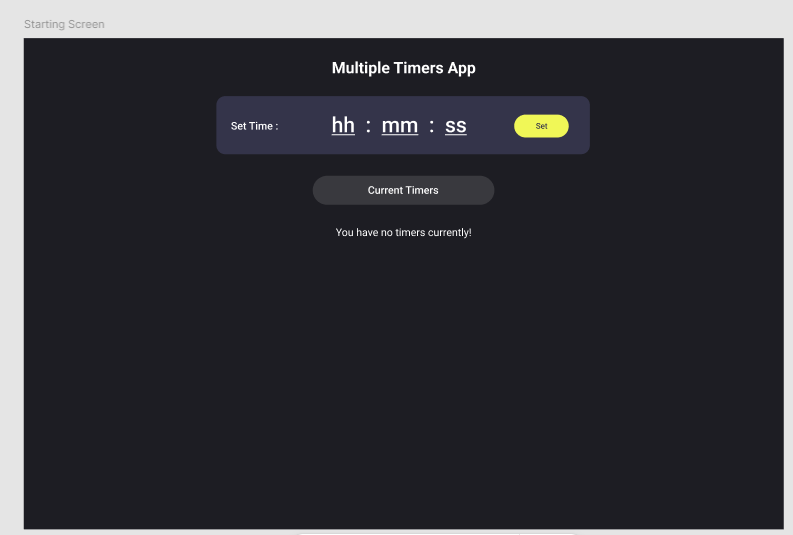 Starting Screen
Multiple Timers App
Set Time : hh : mm : ss Set
Current Timers
You have no timers currently!